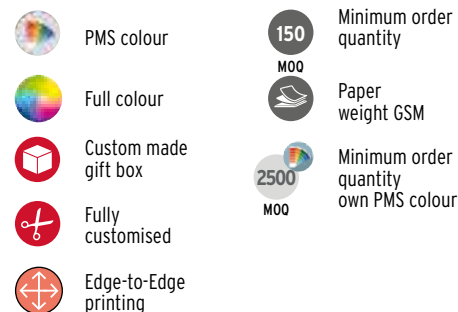 PMS colour
Full colour
Custom made
gift box
Fully
customised
Edge-to-Edge
printing
150
MOQ
Minimum order
quantity
Paper
weight GSM
2500
MOQ
Minimum order
quantity
own PMS colour